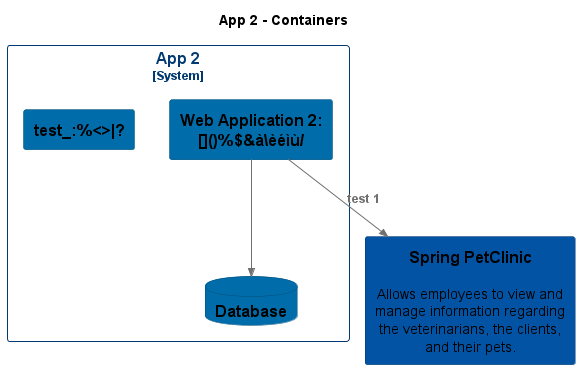 App 2 - Containers
App 2
[System]
test_:%<>|?
Web Application 2:
[]()%$&à\èéìù/
test 1
Spring PetClinic
Allows employees to view and
manage information regarding
the veterinarians, the clients,
and their pets.
Database